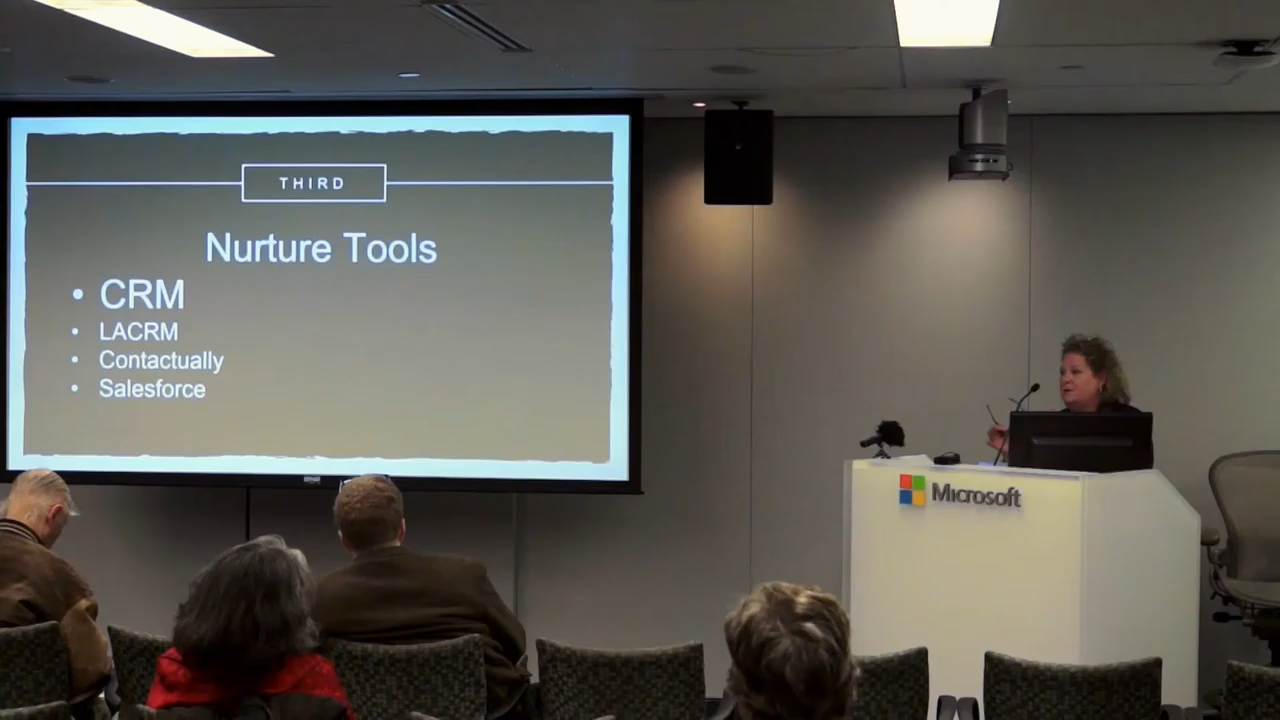 THIRD
Nurture Tools
• CRM
• LACRM
• Contactually
• Salesforce
Microsoft